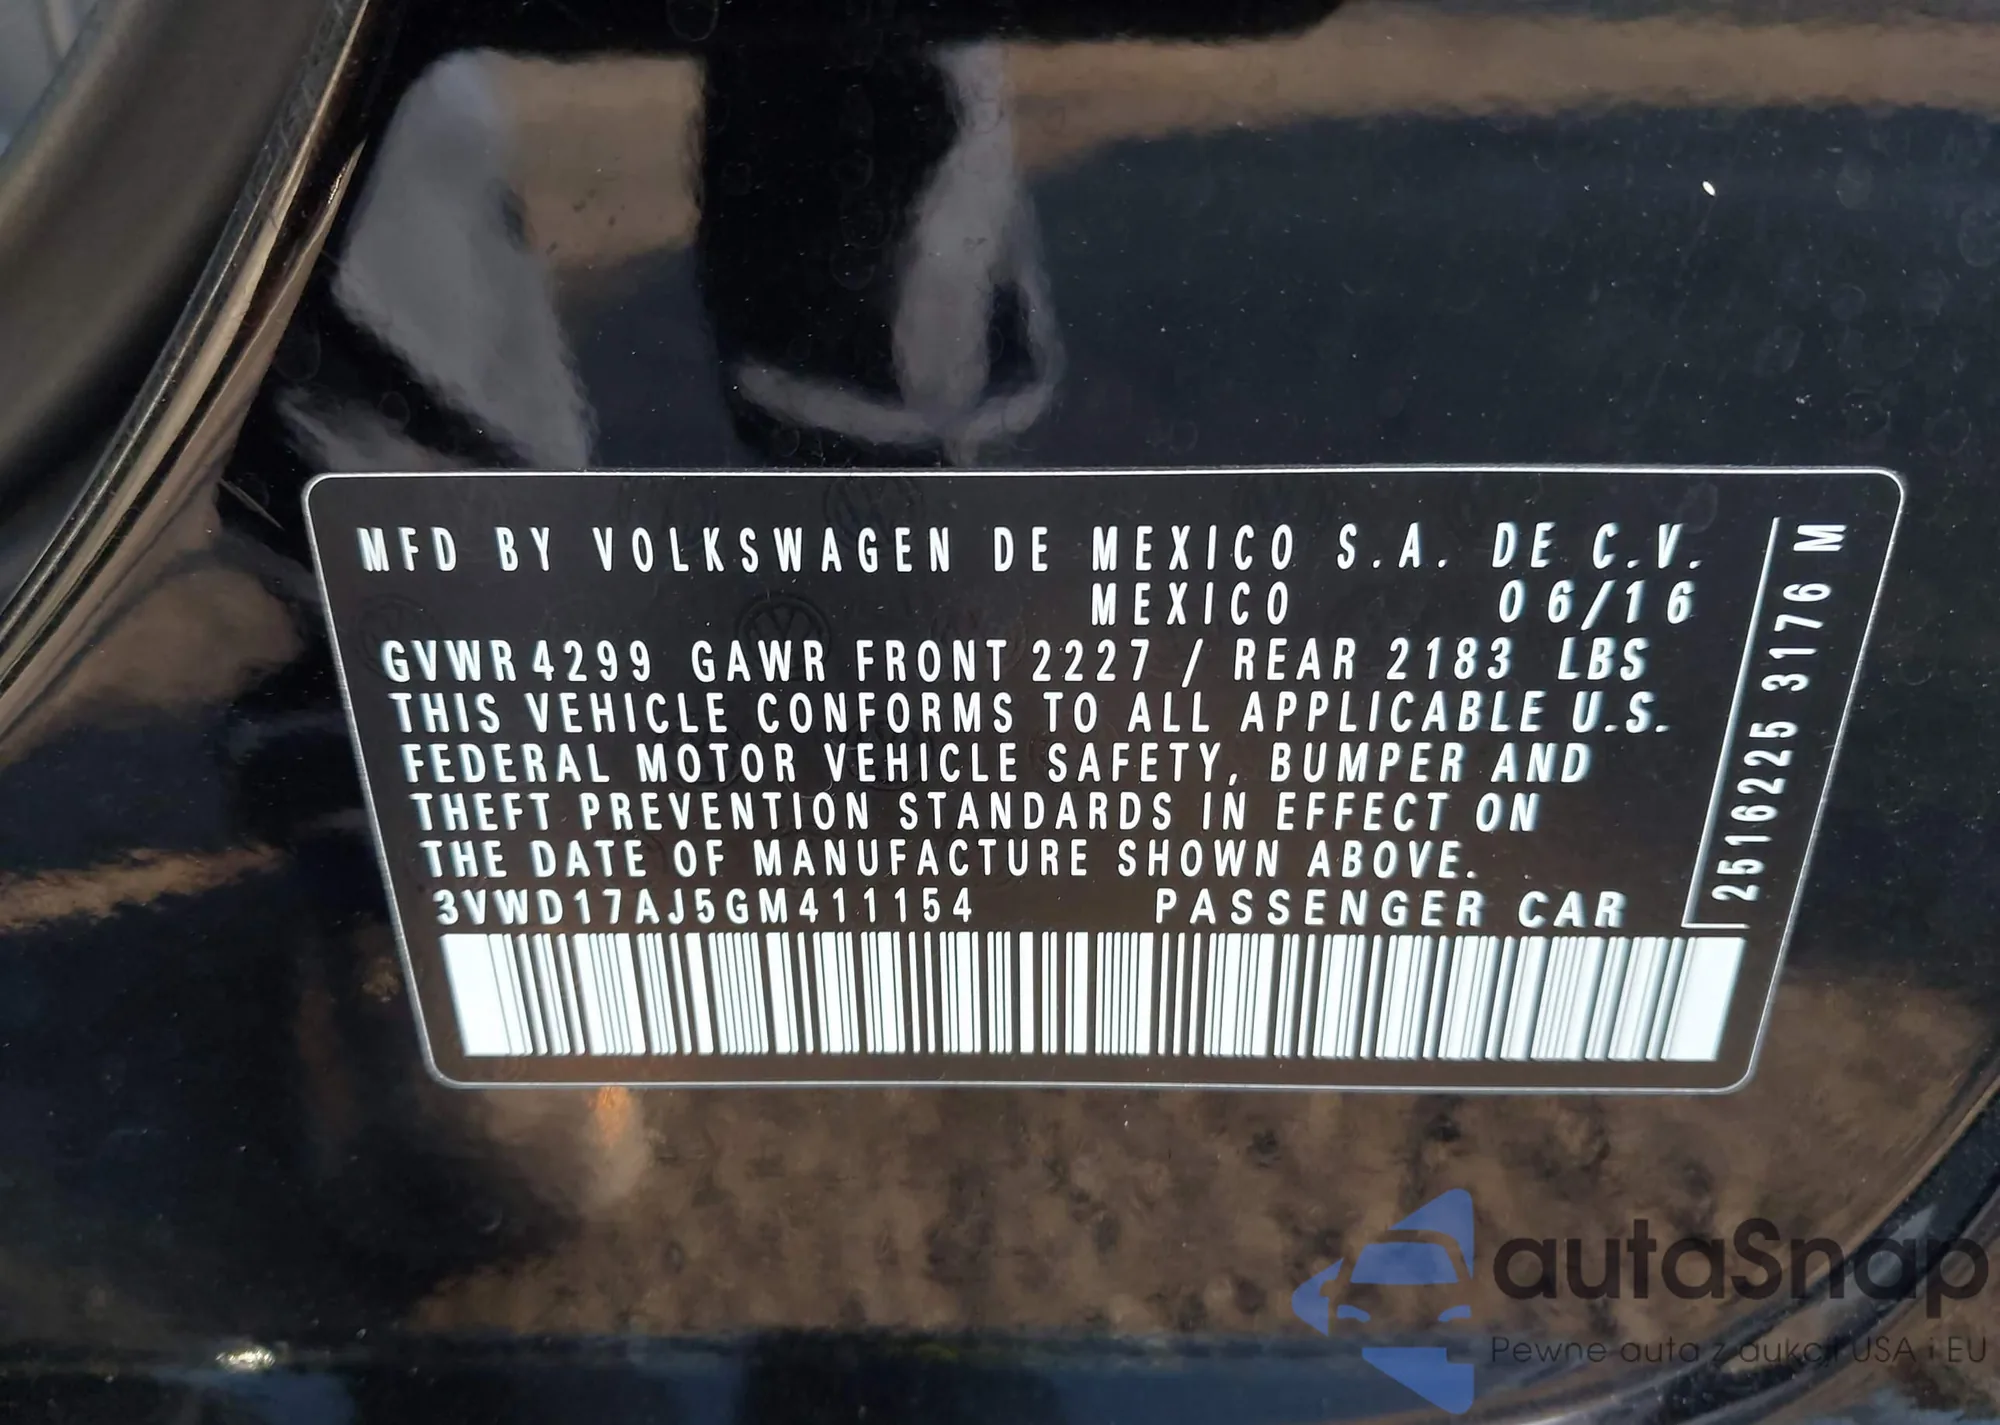 MFD BY VOLKSWAGEN DE MEXICO S.A. DE C.V.
MEXICO 06/16
GVWR 4299 GAWR FRONT 2227 / REAR 2183 LBS
THIS VEHICLE CONFORMS TO ALL APPLICABLE U.S.
FEDERAL MOTOR VEHICLE SAFETY, BUMPER AND
THEFT PREVENTION STANDARDS IN EFFECT ON
THE DATE OF MANUFACTURE SHOWN ABOVE.
3VWD17AJ5GM411154 PASSENGER CAR
2516225 3176 M
autaSnap
Pewne auta z aukcji USA i EU